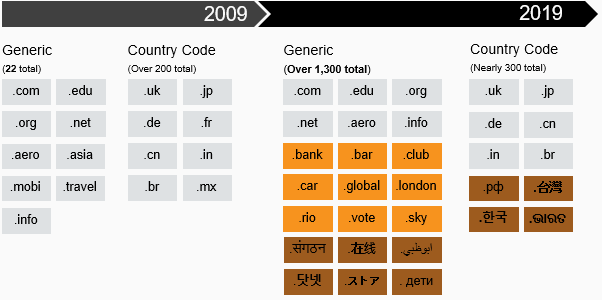 2009
2019
Generic
(22 total)
.com .edu
.org .net
.aero .asia
.mobi .travel
.info
Country Code
(Over 200 total)
.uk .jp
.de .fr
.cn .in
.br .mx
Generic
(Over 1,300 total)
.com .edu .org
.net .aero .info
.bank .bar .club
.car .global .london
.rio .vote .sky
.संगठन .在线 ابوظبي.
.닷넷 .ストア .дети
Country Code
(Nearly 300 total)
.uk .jp
.de .cn
.in .br
.рф .台灣
.한국 .ଭାରତ